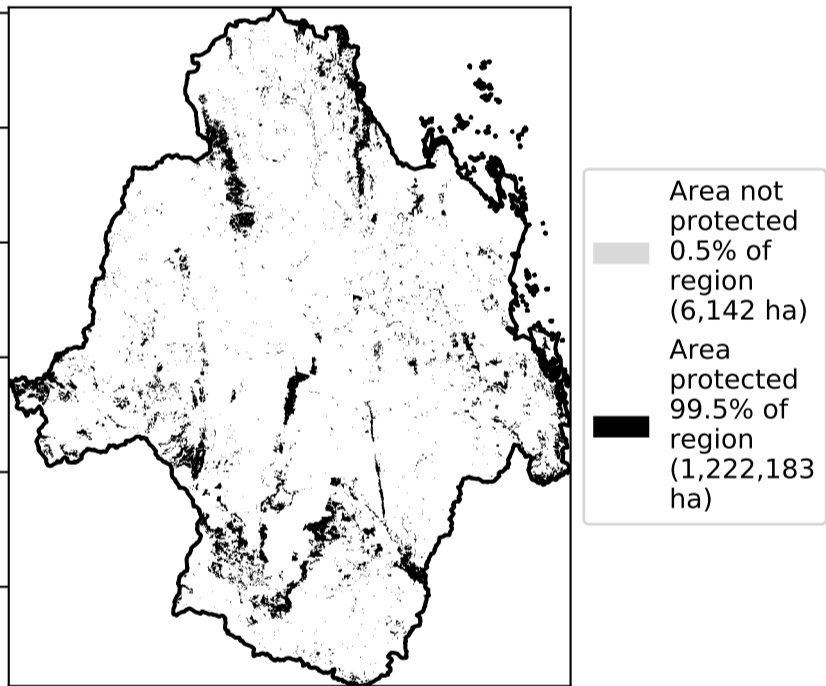 Area not
protected
0.5% of
region
(6,142 ha)
Area
protected
99.5% of
region
(1,222,183
ha)